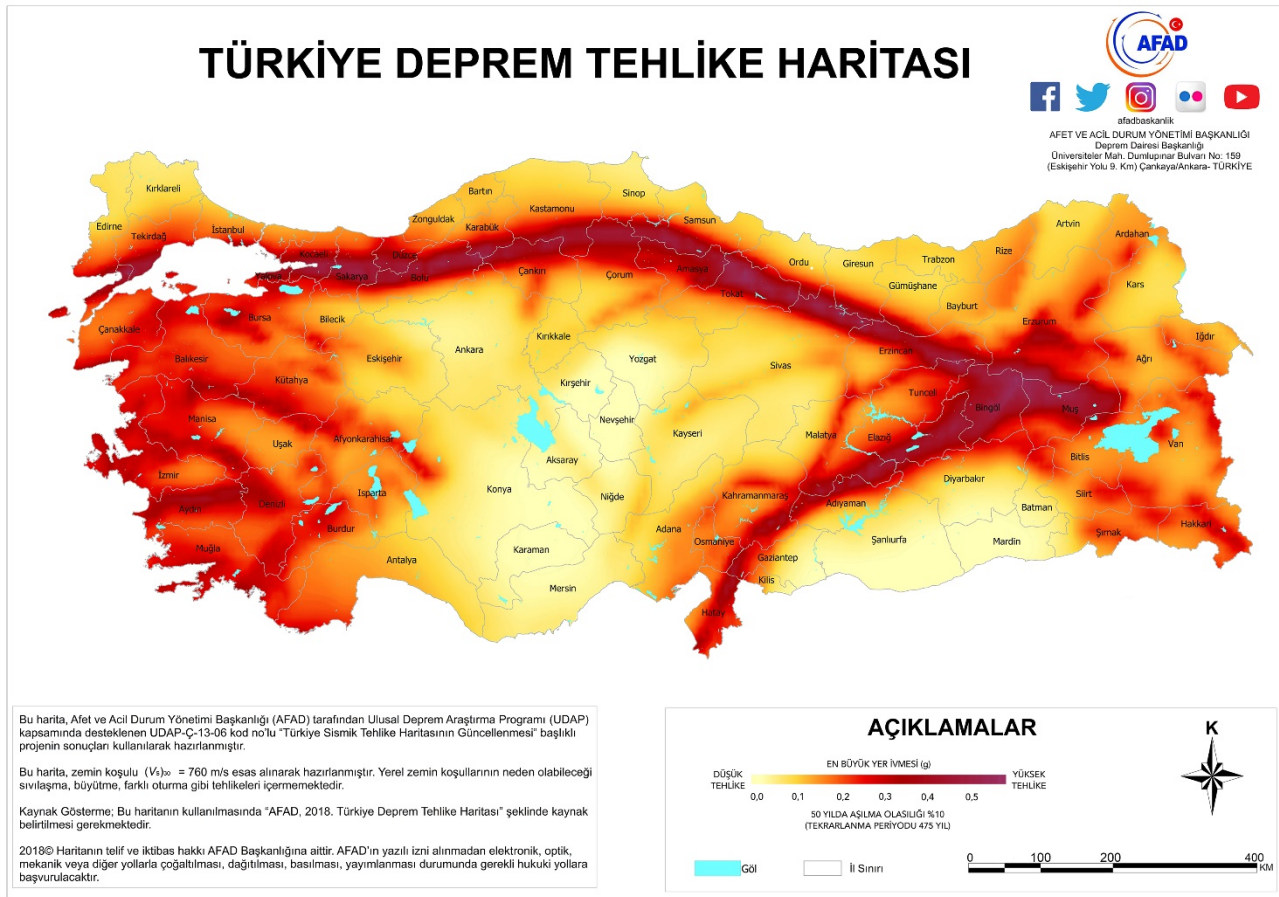 TÜRKİYE DEPREM TEHLİKE HARİTASI
AFAD
afadbaskanlik
AFET VE ACİL DURUM YÖNETİMİ BAŞKANLIĞI
Deprem Dairesi Başkanlığı
Üniversiteler Mah. Dumlupınar Bulvarı No: 159
(Eskişehir Yolu 9. Km) Çankaya/Ankara- TÜRKİYE
Kırklareli
Edirne
Tekirdağ
İstanbul
Kocaeli
Yalova
Sakarya
Düzce
Bolu
Zonguldak
Bartın
Karabük
Kastamonu
Sinop
Samsun
Çankırı
Çorum
Amasya
Tokat
Ordu
Giresun
Trabzon
Gümüşhane
Bayburt
Rize
Artvin
Ardahan
Kars
Iğdır
Ağrı
Erzurum
Erzincan
Çanakkale
Balıkesir
Bursa
Bilecik
Eskişehir
Kütahya
Ankara
Kırıkkale
Kırşehir
Yozgat
Sivas
Tunceli
Bingöl
Muş
Manisa
Uşak
Afyonkarahisar
Nevşehir
Kayseri
Malatya
Elazığ
Bitlis
Van
İzmir
Aydın
Denizli
Isparta
Burdur
Konya
Aksaray
Niğde
Kahramanmaraş
Adıyaman
Diyarbakır
Batman
Siirt
Şırnak
Hakkari
Muğla
Antalya
Karaman
Mersin
Adana
Osmaniye
Gaziantep
Kilis
Şanlıurfa
Mardin
Hatay
Bu harita, Afet ve Acil Durum Yönetimi Başkanlığı (AFAD) tarafından Ulusal Deprem Araştırma Programı (UDAP)
kapsamında desteklenen UDAP-Ç-13-06 kod no'lu “Türkiye Sismik Tehlike Haritasının Güncellenmesi” başlıklı
projenin sonuçları kullanılarak hazırlanmıştır.
Bu harita, zemin koşulu (Vs)30 = 760 m/s esas alınarak hazırlanmıştır. Yerel zemin koşullarının neden olabileceği
sıvılaşma, büyütme, farklı oturma gibi tehlikeleri içermemektedir.
Kaynak Gösterme; Bu haritanın kullanılmasında “AFAD, 2018. Türkiye Deprem Tehlike Haritası” şeklinde kaynak
belirtilmesi gerekmektedir.
2018© Haritanın telif ve iktibas hakkı AFAD Başkanlığına aittir. AFAD'ın yazılı izni alınmadan elektronik, optik,
mekanik veya diğer yollarla çoğaltılması, dağıtılması, basılması, yayımlanması durumunda gerekli hukuki yollara
başvurulacaktır.
AÇIKLAMALAR
EN BÜYÜK YER İVMESİ (g)
DÜŞÜK TEHLİKE
YÜKSEK TEHLİKE
0,0 0,1 0,2 0,3 0,4 0,5
50 YILDA AŞILMA OLASILIĞI %10
(TEKRARLANMA PERİYODU 475 YIL)
Göl
İl Sınırı
K
0 100 200 400
KM